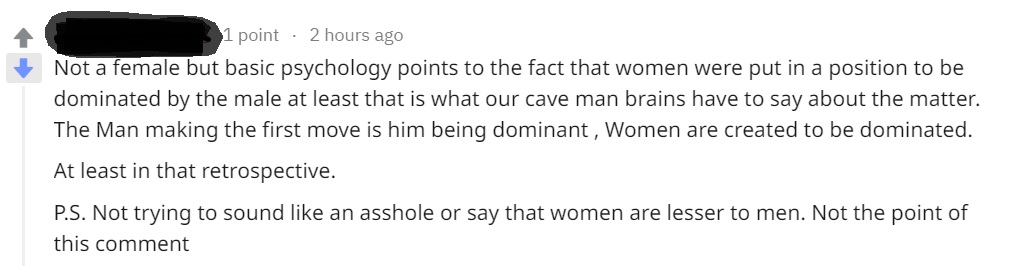 1 point · 2 hours ago
Not a female but basic psychology points to the fact that women were put in a position to be
dominated by the male at least that is what our cave man brains have to say about the matter.
The Man making the first move is him being dominant , Women are created to be dominated.
At least in that retrospective.
P.S. Not trying to sound like an asshole or say that women are lesser to men. Not the point of
this comment